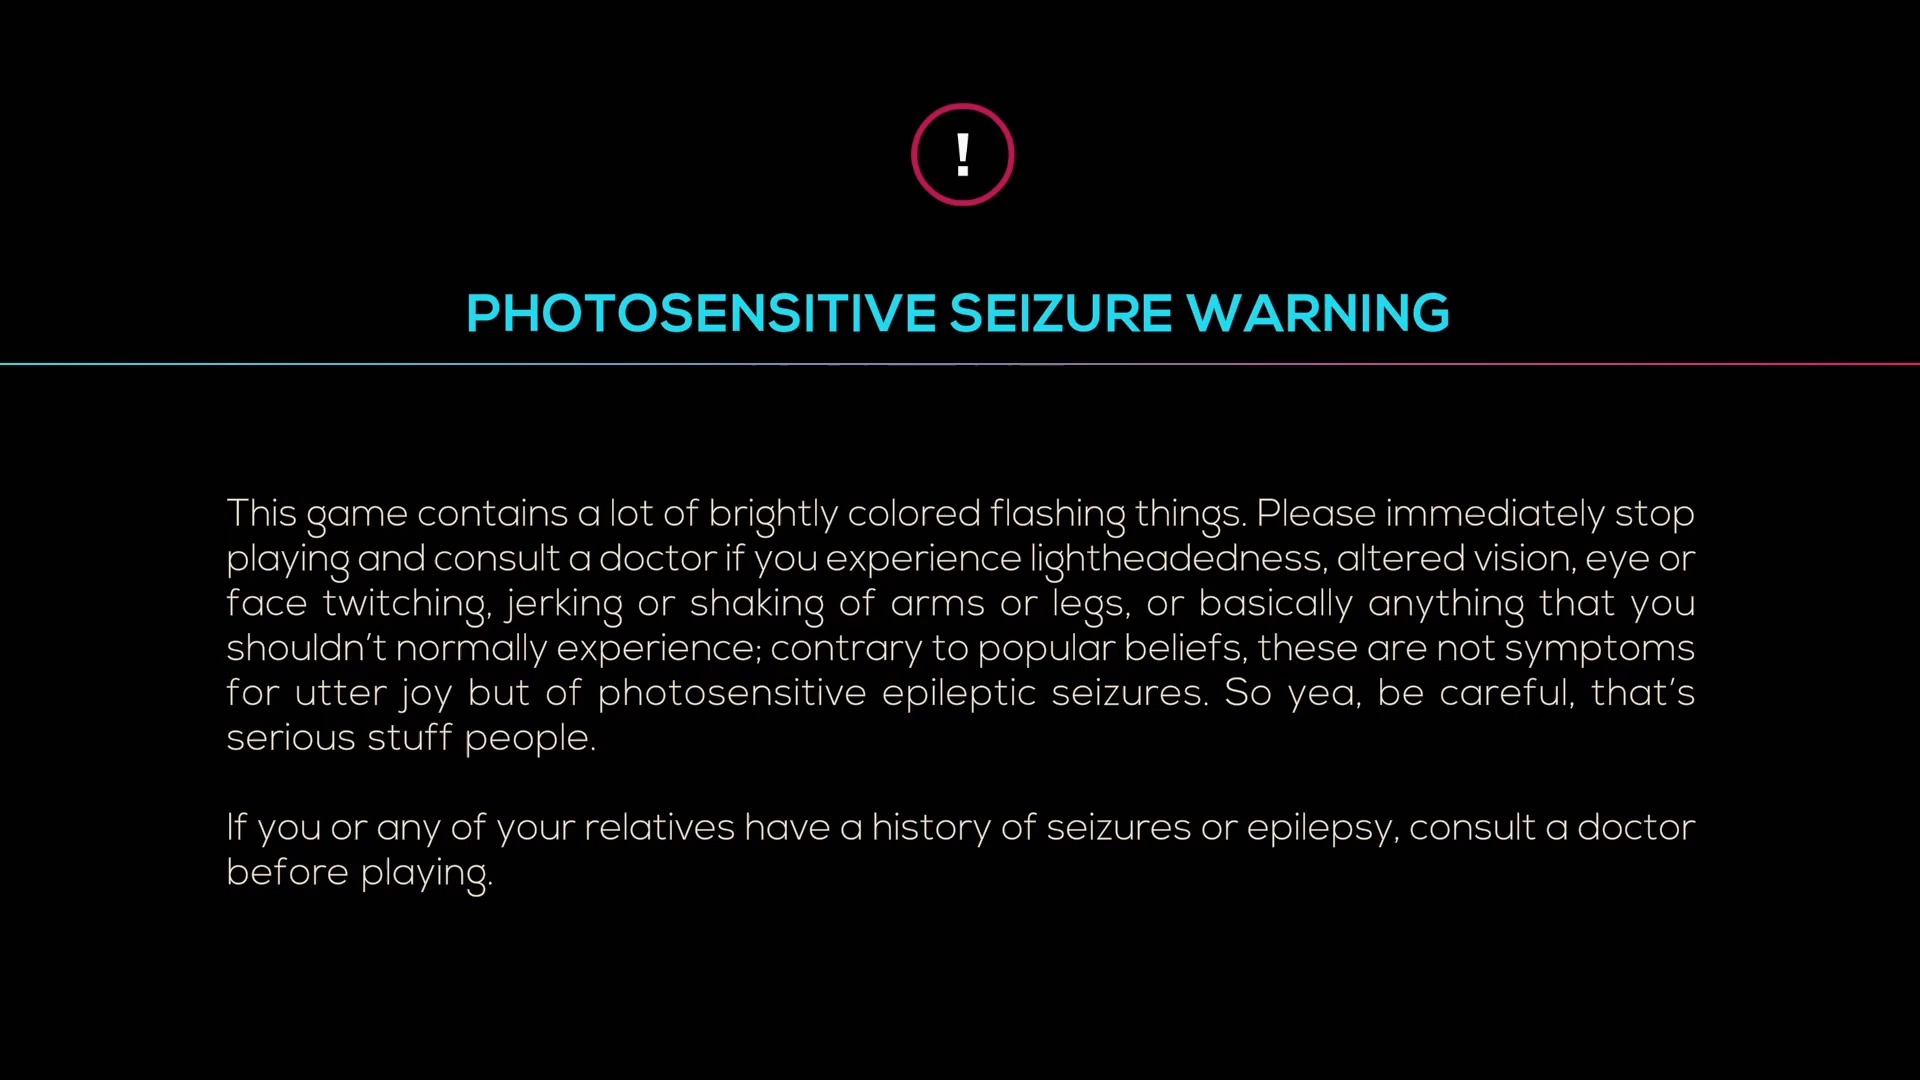 !
PHOTOSENSITIVE SEIZURE WARNING
This game contains a lot of brightly colored flashing things. Please immediately stop
playing and consult a doctor if you experience lightheadedness, altered vision, eye or
face twitching, jerking or shaking of arms or legs, or basically anything that you
shouldn’t normally experience; contrary to popular beliefs, these are not symptoms
for utter joy but of photosensitive epileptic seizures. So yea, be careful, that’s
serious stuff people.
If you or any of your relatives have a history of seizures or epilepsy, consult a doctor
before playing.